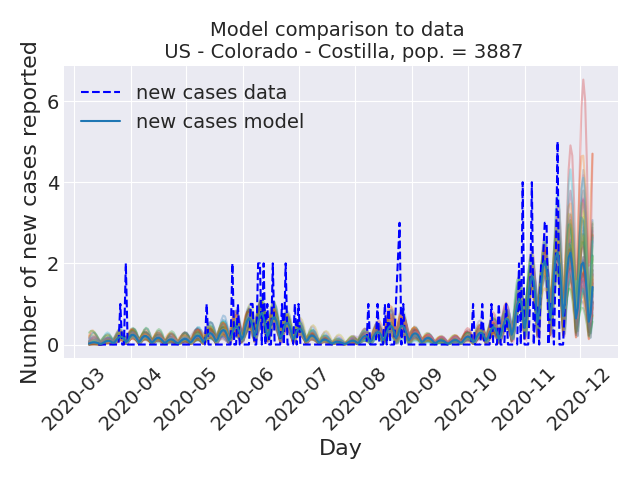 Model comparison to data
US - Colorado - Costilla, pop. = 3887
Number of new cases reported
new cases data
new cases model
6
4
2
0
2020-03
2020-04
2020-05
2020-06
2020-07
2020-08
2020-09
2020-10
2020-11
2020-12
Day